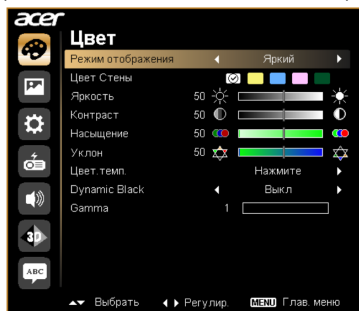 acer
Цвет
Режим отображения Яркий
Цвет Стены
Яркость 50
Контраст 50
Насыщение 50
Уклон 50
Цвет.темп. Нажмите
Dynamic Black Выкл
Gamma 1
3D
ABC
Выбрать Регулир. MENU Глав. меню